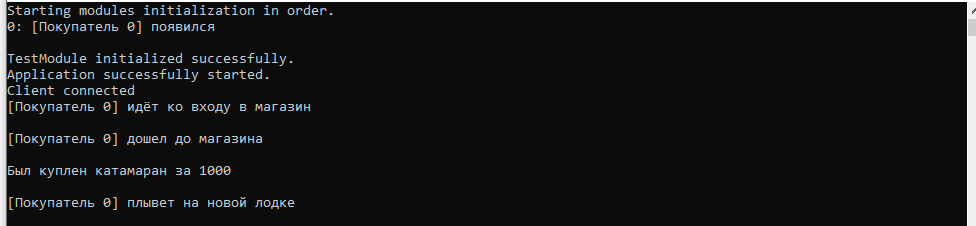 Starting modules initialization in order.
0: [Покупатель 0] появился
TestModule initialized successfully.
Application successfully started.
Client connected
[Покупатель 0] идёт ко входу в магазин
[Покупатель 0] дошел до магазина
Был куплен катамаран за 1000
[Покупатель 0] плывет на новой лодке